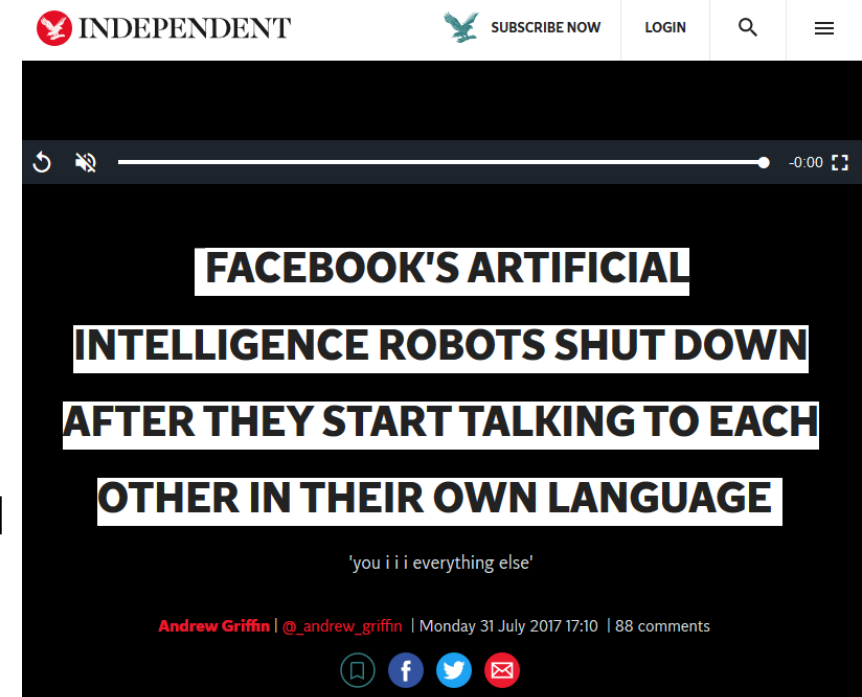 INDEPENDENT
SUBSCRIBE NOW
LOGIN
-0:00
FACEBOOK'S ARTIFICIAL
INTELLIGENCE ROBOTS SHUT DOWN
AFTER THEY START TALKING TO EACH
OTHER IN THEIR OWN LANGUAGE
'you i i i everything else'
Andrew Griffin | @_andrew_griffin | Monday 31 July 2017 17:10 | 88 comments